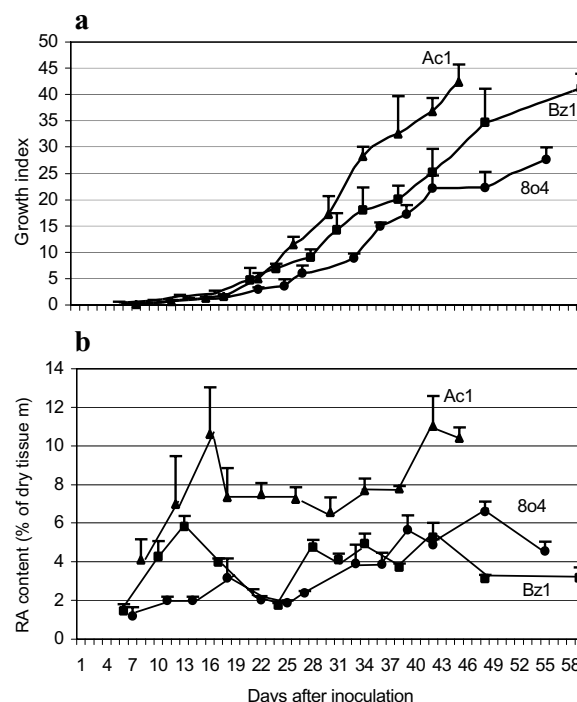 a
50
45
40
35
30
25
20
15
10
5
0
Growth index
Ac1
Bz1
8o4
b
14
12
10
8
6
4
2
0
RA content (% of dry tissue m)
Ac1
8o4
Bz1
1 4 7 10 13 16 19 22 25 28 31 34 37 40 43 46 49 52 55 58
Days after inoculation